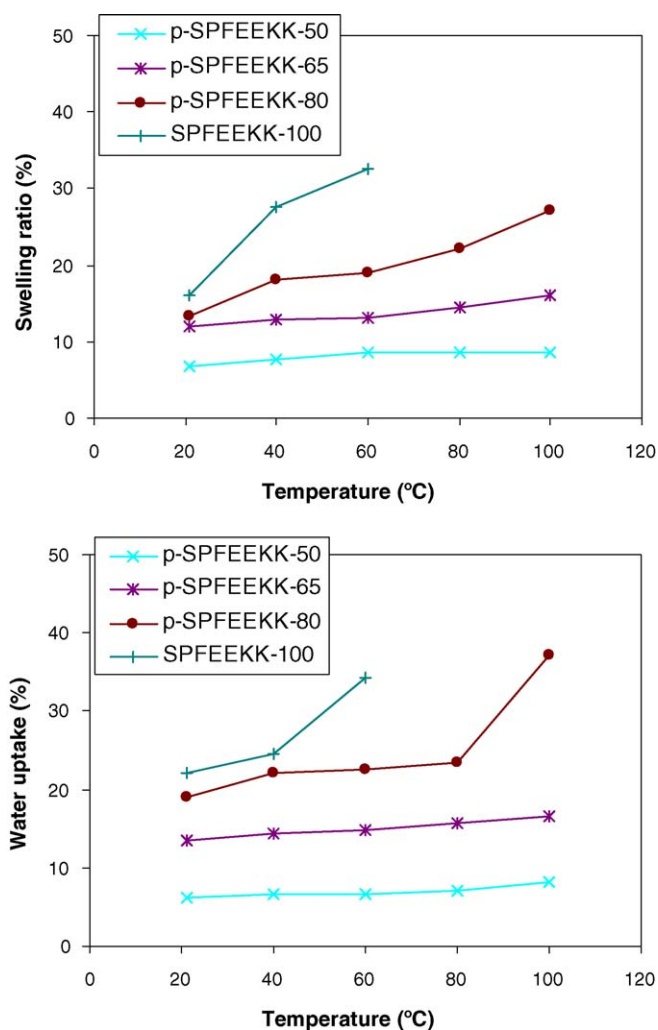 50
40
30
20
10
0
Swelling ratio (%)
p-SPFEEKK-50
p-SPFEEKK-65
p-SPFEEKK-80
SPFEEKK-100
0 20 40 60 80 100 120
Temperature (ºC)
50
40
30
20
10
0
Water uptake (%)
p-SPFEEKK-50
p-SPFEEKK-65
p-SPFEEKK-80
SPFEEKK-100
0 20 40 60 80 100 120
Temperature (ºC)